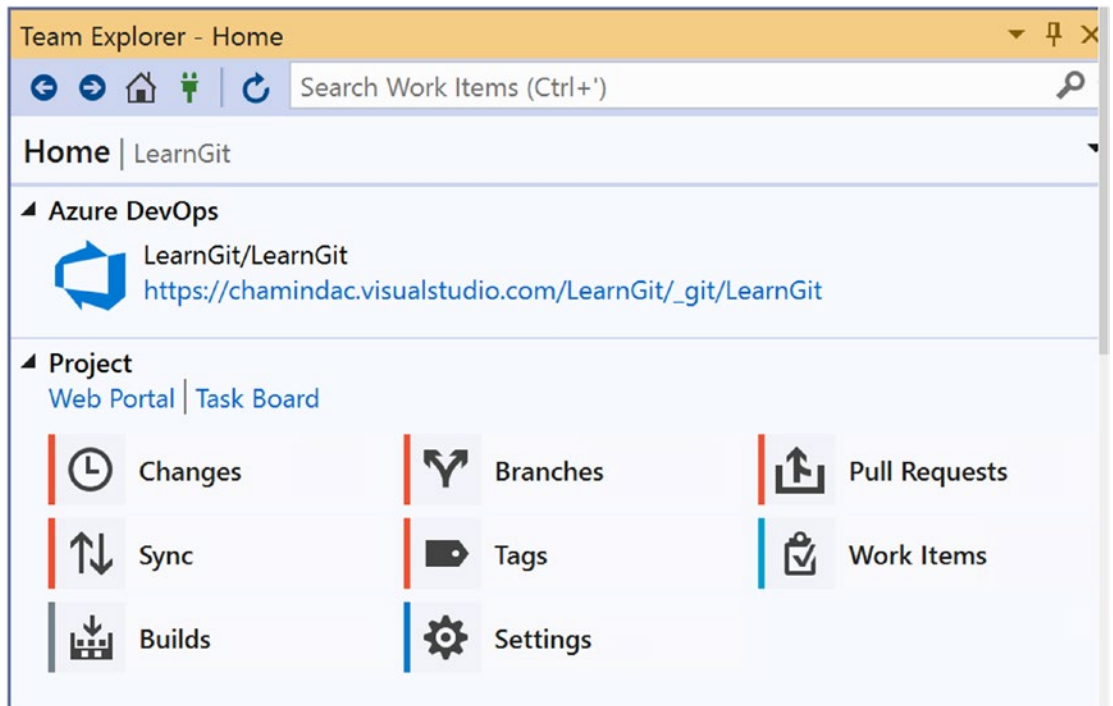 Team Explorer - Home
Search Work Items (Ctrl+')
Home | LearnGit
Azure DevOps
LearnGit/LearnGit
https://chamindac.visualstudio.com/LearnGit/_git/LearnGit
Project
Web Portal | Task Board
Changes Branches Pull Requests
Sync Tags Work Items
Builds Settings